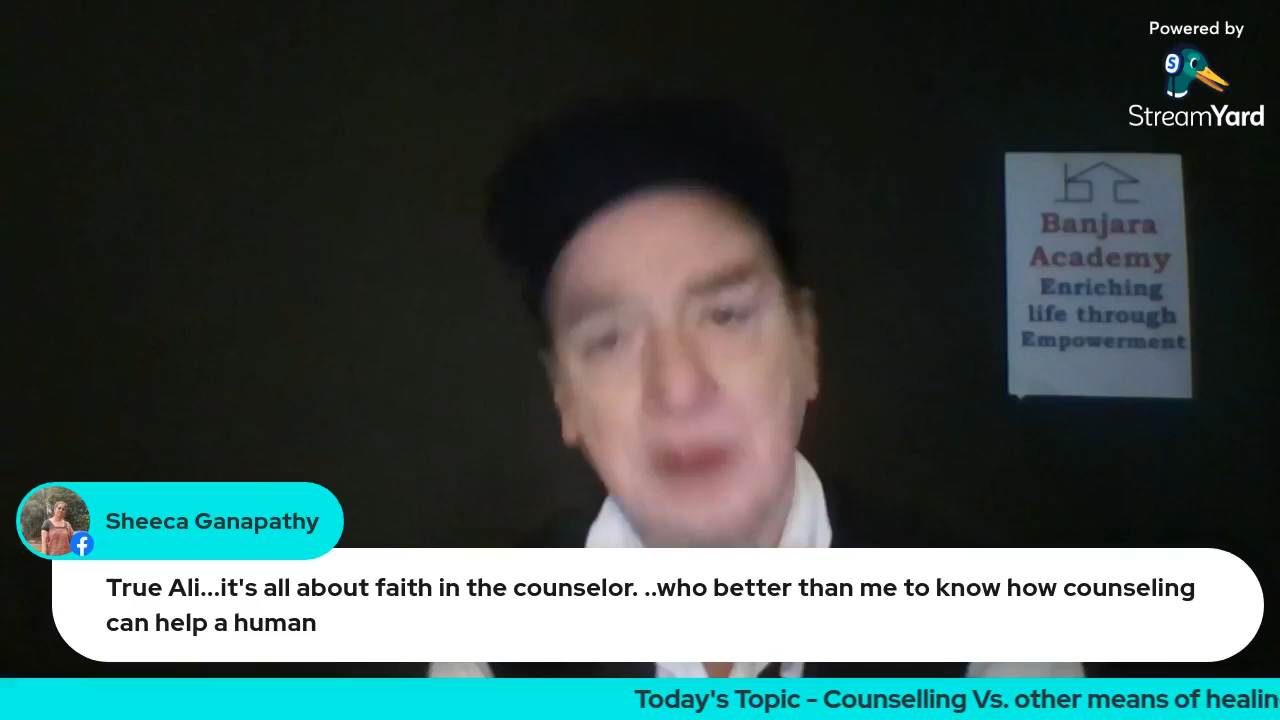 Powered by
StreamYard
Banjara
Academy
Enriching
life through
Empowerment
Sheeca Ganapathy
True Ali...it's all about faith in the counselor. ..who better than me to know how counseling
can help a human
Today's Topic - Counselling Vs. other means of healin